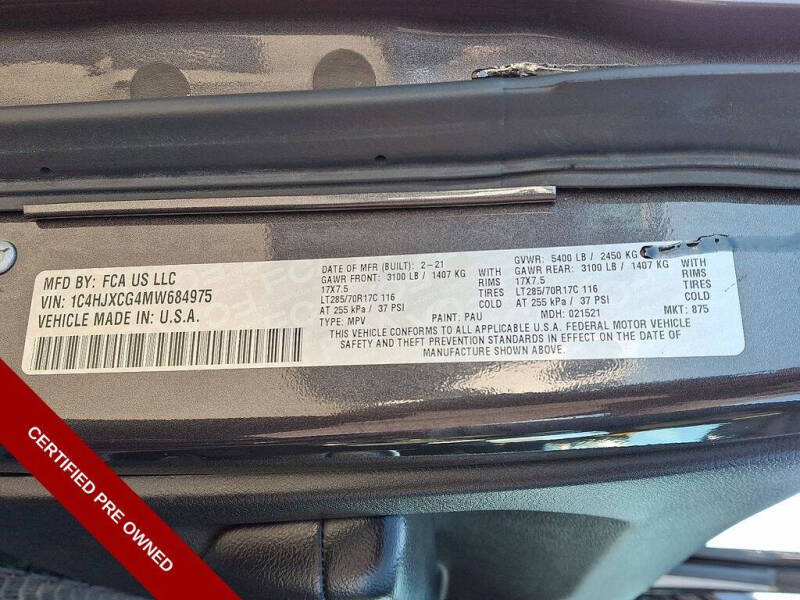 MFD BY: FCA US LLC
VIN: 1C4HJXCG4MW684975
VEHICLE MADE IN: U.S.A.
DATE OF MFR (BUILT): 2-21
GAWR FRONT: 3100 LB / 1407 KG WITH
17X7.5 RIMS
LT285/70R17C 116 TIRES
AT 255 kPa / 37 PSI COLD
GVWR: 5400 LB / 2450 KG
GAWR REAR: 3100 LB / 1407 KG WITH
17X7.5 RIMS
LT285/70R17C 116 TIRES
AT 255 kPa / 37 PSI COLD
TYPE: MPV PAINT: PAU MDH: 021521 MKT: 875
THIS VEHICLE CONFORMS TO ALL APPLICABLE U.S.A. FEDERAL MOTOR VEHICLE
SAFETY AND THEFT PREVENTION STANDARDS IN EFFECT ON THE DATE OF
MANUFACTURE SHOWN ABOVE.
CERTIFIED PRE OWNED